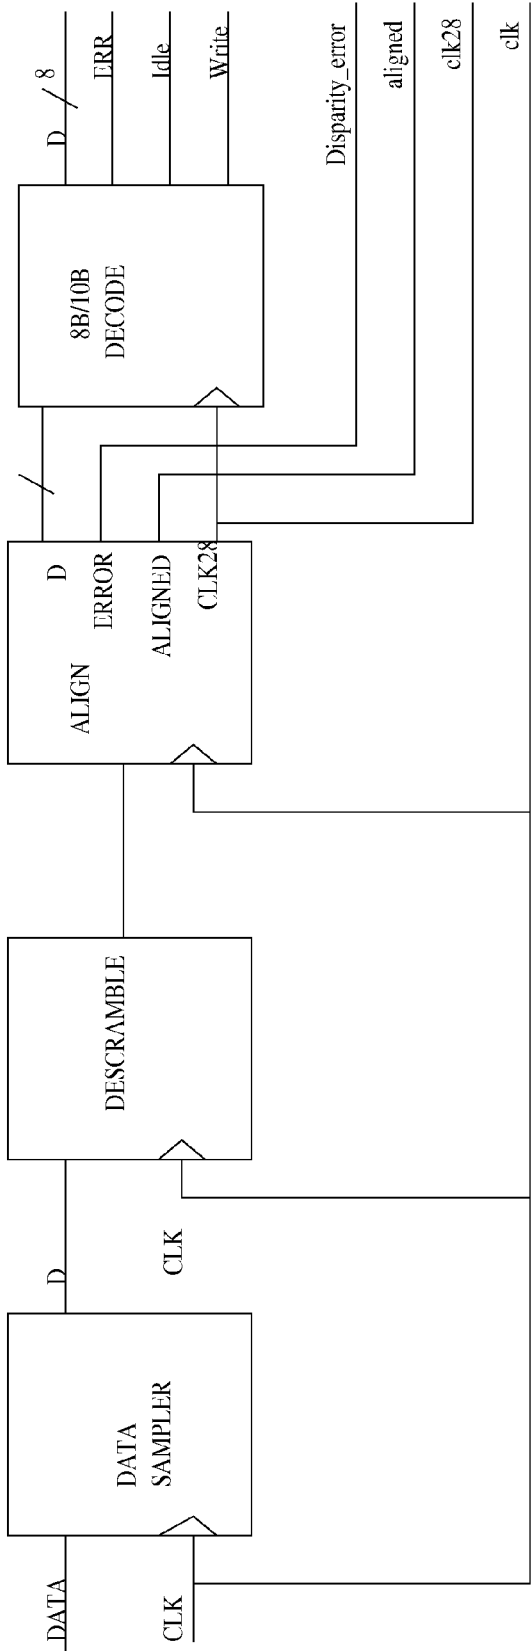 DATA
CLK
DATA
SAMPLER
D
CLK
DESCRAMBLE
ALIGN
D
ERROR
ALIGNED
CLK28
8B/10B
DECODE
D
8
ERR
Idle
Write
Disparity_error
aligned
clk28
clk